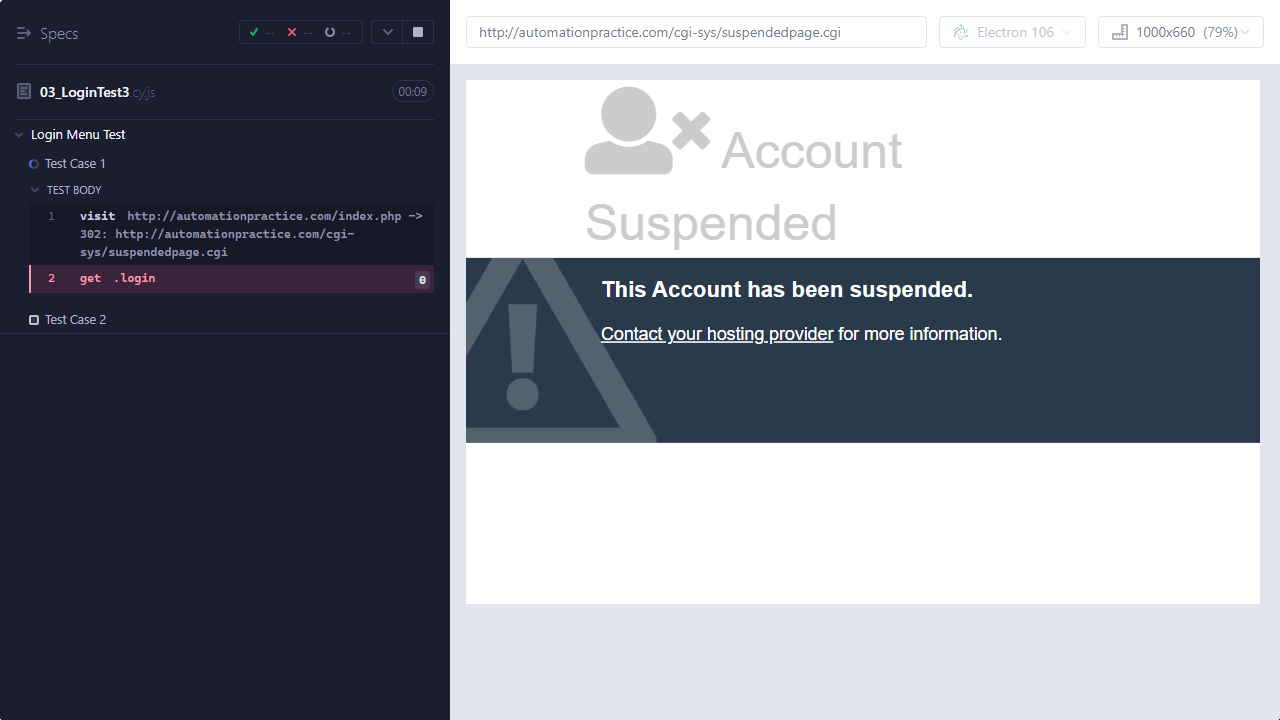 Specs
-- -- --
03_LoginTest3.cy.js 00:09
Login Menu Test
Test Case 1
TEST BODY
1 visit http://automationpractice.com/index.php ->
302: http://automationpractice.com/cgi-
sys/suspendedpage.cgi
2 get .login 0
Test Case 2
http://automationpractice.com/cgi-sys/suspendedpage.cgi
Electron 106
1000x660 (79%)
Account
Suspended
This Account has been suspended.
Contact your hosting provider for more information.